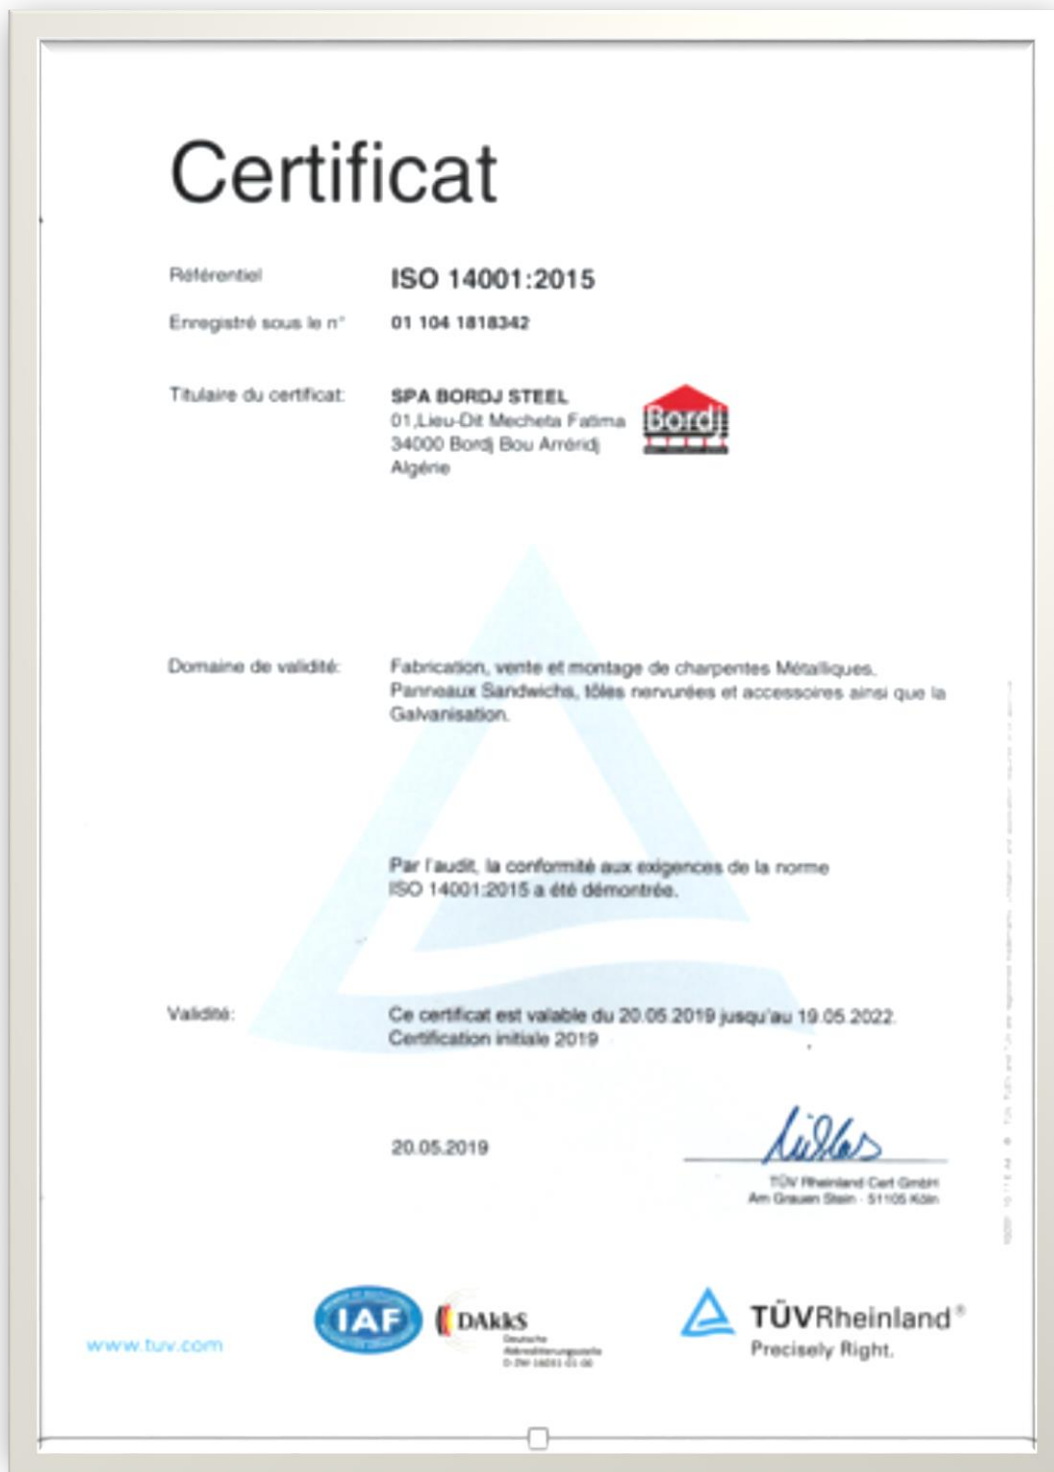 Certificat
Référentiel ISO 14001:2015
Enregistré sous le n° 01 104 1818342
Titulaire du certificat: SPA BORDJ STEEL
01,Lieu-Dit Mecheta Fatima
34000 Bordj Bou Arréridj
Algérie
Bordj
Domaine de validité: Fabrication, vente et montage de charpentes Métalliques,
Panneaux Sandwichs, tôles nervurées et accessoires ainsi que la
Galvanisation.
Par l'audit, la conformité aux exigences de la norme
ISO 14001:2015 a été démontrée.
Validité: Ce certificat est valable du 20.05.2019 jusqu'au 19.05.2022.
Certification initiale 2019
20.05.2019
TÜV Rheinland Cert GmbH
Am Grauen Stein · 51105 Köln
www.tuv.com
IAF
DAkkS
Deutsche
Akkreditierungsstelle
TÜVRheinland®
Precisely Right.